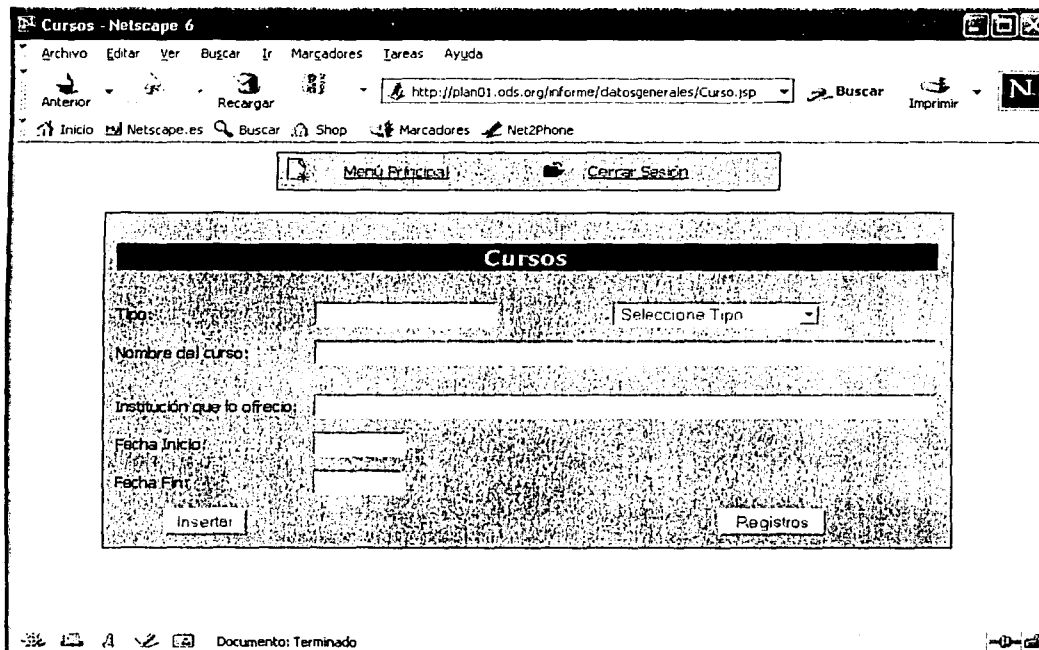 Cursos - Netscape 6
Archivo Editar Ver Buscar Ir Marcadores Tareas Ayuda
Anterior Recargar http://plan01.ods.org/informe/datosgenerales/Curso.jsp Buscar Imprimir N
Inicio Netscape.es Buscar Shop Marcadores Net2Phone
Menú Principal Cerrar Sesión
Cursos
Tipo: Seleccione Tipo
Nombre del curso:
Institución que lo ofrecio:
Fecha Inicio
Fecha Fin:
Insertar Registros
Documento: Terminado